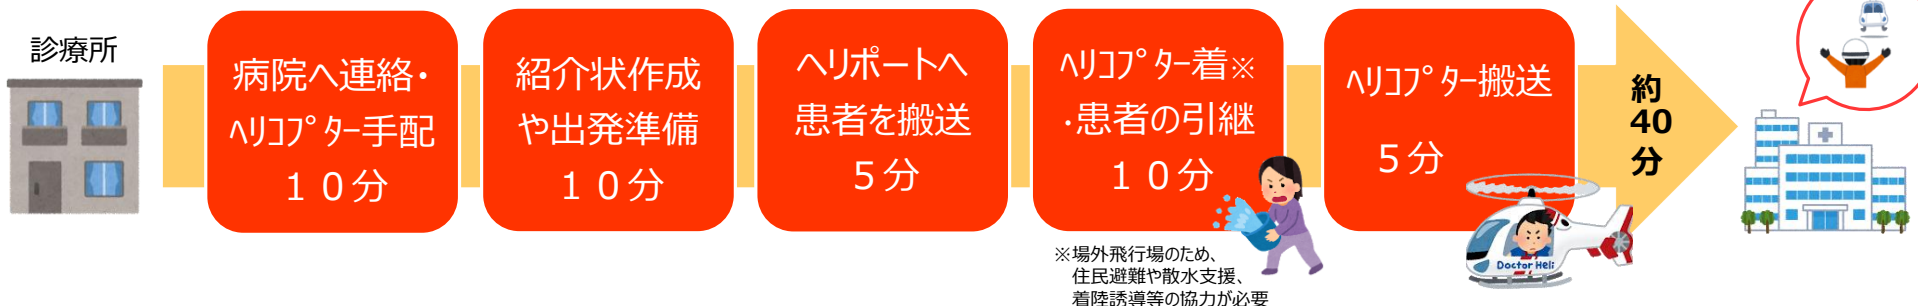 診療所
病院へ連絡・
ヘリコプター手配
１０分
紹介状作成
や出発準備
１０分
ヘリポートへ
患者を搬送
５分
ヘリコプター着※
・患者の引継
１０分
ヘリコプター搬送
５分
約
40
分
※場外飛行場のため、
住民避難や散水支援、
着陸誘導等の協力が必要
Doctor Heli